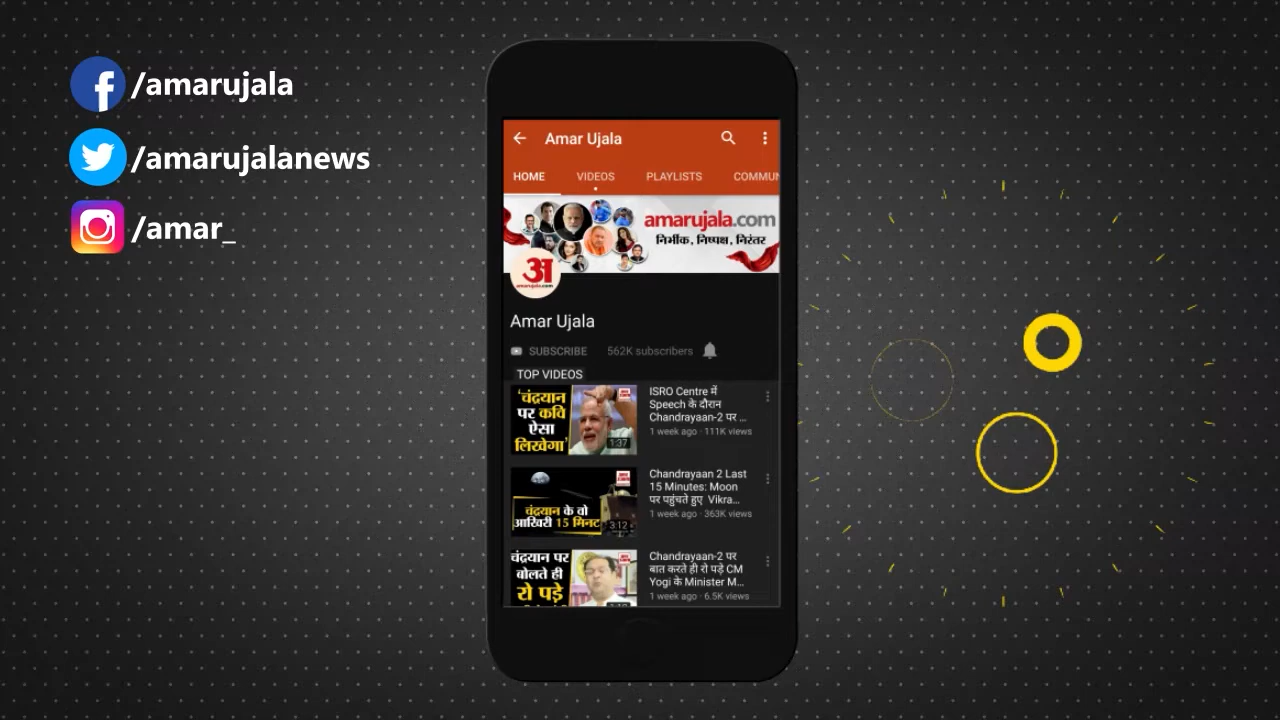 /amarujala
/amarujalanews
/amar_
Amar Ujala
HOME VIDEOS PLAYLISTS COMMUN
amarujala.com
निर्भीक, निष्पक्ष, निरंतर
अ
amarujala.com
Amar Ujala
SUBSCRIBE 562K subscribers
TOP VIDEOS
'चंद्रयान
पर कवि
ऐसा
लिखेगा'
1:37
ISRO Centre में
Speech के दौरान
Chandrayaan-2 पर ...
1 week ago · 111K views
चंद्रयान के वो
आखिरी 15 मिनट
3:12
Chandrayaan 2 Last
15 Minutes: Moon
पर पहुंचते हुए Vikra...
1 week ago · 363K views
चंद्रयान पर
बोलते ही
रो पड़े
Chandrayaan-2 पर
बात करते ही रो पड़े CM
Yogi के Minister M...
1 week ago · 6.5K views